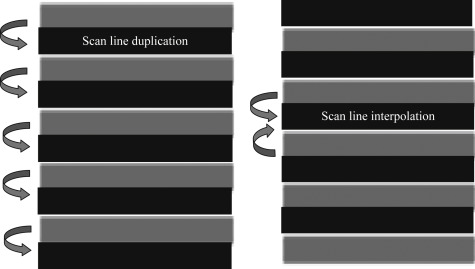 Scan line duplication
Scan line interpolation